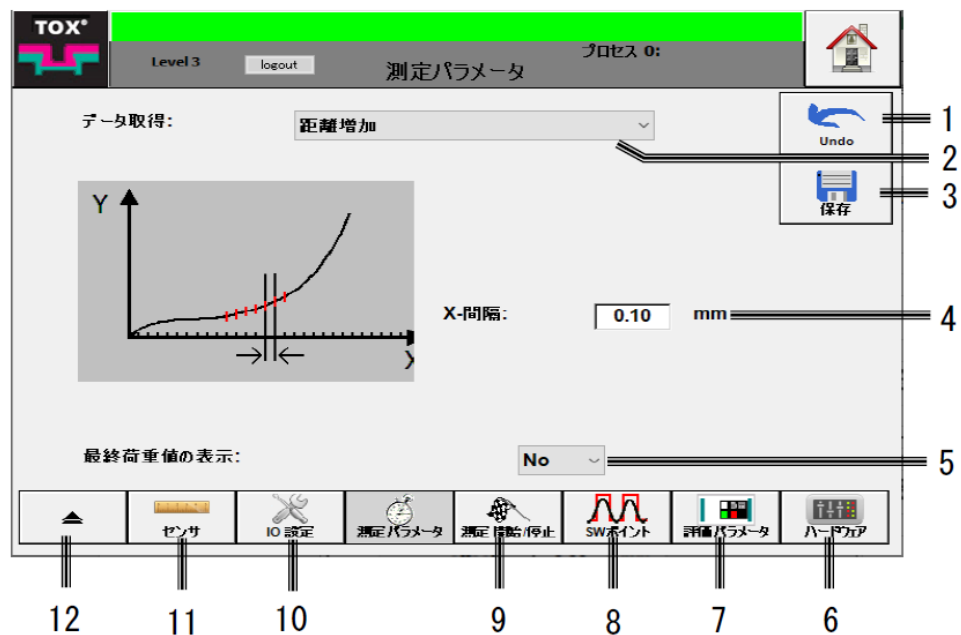 TOX®
プロセス 0:
Level 3 logout 測定パラメータ
データ取得: 距離増加
Undo
1
2
保存
3
Y
X
X-間隔: 0.10 mm
4
最終荷重値の表示: No
5
センサ IO 設定 測定パラメータ 測定 開始/停止 SWポイント 評価パラメータ ハードウェア
12 11 10 9 8 7 6